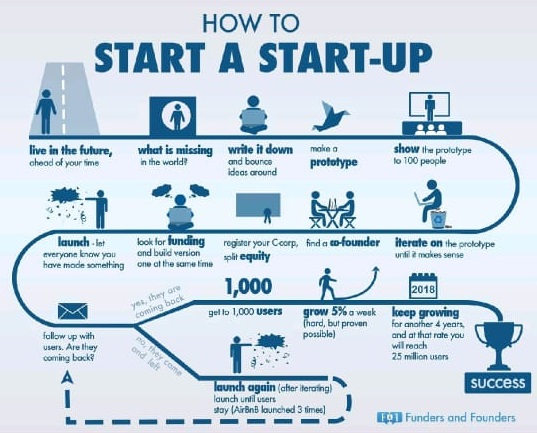 HOW TO
START A START-UP
live in the future,
ahead of your time
what is missing
in the world?
write it down
and bounce
ideas around
make a
prototype
show the prototype
to 100 people
launch - let
everyone know you
have made something
look for funding
and build version
one at the same time
register your C-corp,
split equity
find a co-founder
iterate on the prototype
until it makes sense
follow up with
users. Are they
coming back?
yes, they are
coming back
no, they came
and left
1,000
get to 1,000 users
grow 5% a week
(hard, but proven
possible)
2018
keep growing
for another 4 years,
and at that rate you
will reach
25 million users
success
launch again (after iterating)
launch until users
stay (AirBnB launched 3 times)
Funders and Founders